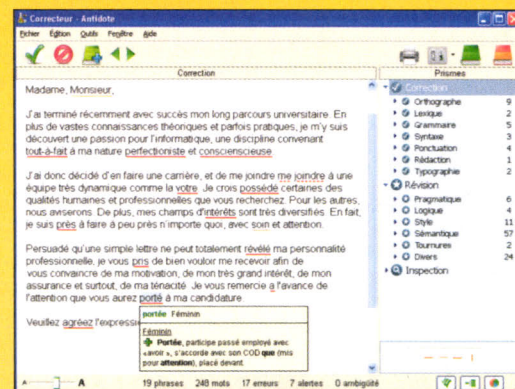 Correcteur - Antidote
Fichier Édition Outils Fenêtre Aide
Correction
Prismes
Madame, Monsieur,
J'ai terminé récemment avec succès mon long parcours universitaire. En
plus de vastes connaissances théoriques et parfois pratiques, je m'y suis
découvert une passion pour l'informatique, une discipline convenant
tout-à-fait à ma nature perfectioniste et conscienscieuse.
J'ai donc décidé d'en faire une carrière, et de me joindre me joindre à une
équipe très dynamique comme la votre. Je crois possédé certaines des
qualités humaines et professionnelles que vous recherchez. Pour les autres,
nous aviserons. De plus, mes champs d'intérêts sont très diversifiés. En fait,
je suis près à faire à peu près n'importe quoi, avec soin et attention.
Persuadé qu'une simple lettre ne peut totalement révélé ma personnalité
professionnelle, je vous pris de bien vouloir me recevoir afin de
vous convaincre de ma motivation, de mon très grand intérêt, de mon
assurance et surtout, de ma ténacité. Je vous remercie a l'avance de
l'attention que vous aurez porté à ma candidature.
Veuillez agréez l'expressi
portée Féminin
Féminin
Portée, participe passé employé avec
«avoir», s'accorde avec son COD que (mis
pour attention), placé devant.
Correction
Orthographe 9
Lexique 2
Grammaire 5
Syntaxe 3
Ponctuation 4
Rédaction 1
Typographie 2
Révision
Pragmatique 6
Logique 4
Style 11
Sémantique 57
Tournures 2
Divers 24
Inspection
A A 19 phrases 248 mots 17 erreurs 7 alertes 0 ambiguïté